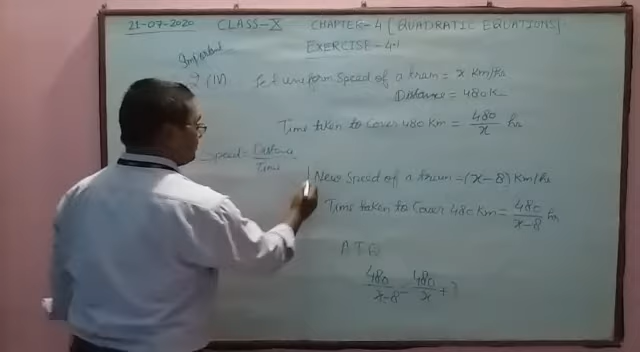 21-07-2020 CLASS-X CHAPTER-4 (QUADRATIC EQUATIONS).
EXERCISE-4.1
Important
(IV) Let uniform speed of a train = x km/hr
Distance = 480 K
Time taken to cover 480 km = 480/x hr
Speed = Distance/Time
New speed of a train = (x-8) Km/hr
Time taken to cover 480 km = 480/x-8 hr
ATQ
480/x-8 = 480/x + 3